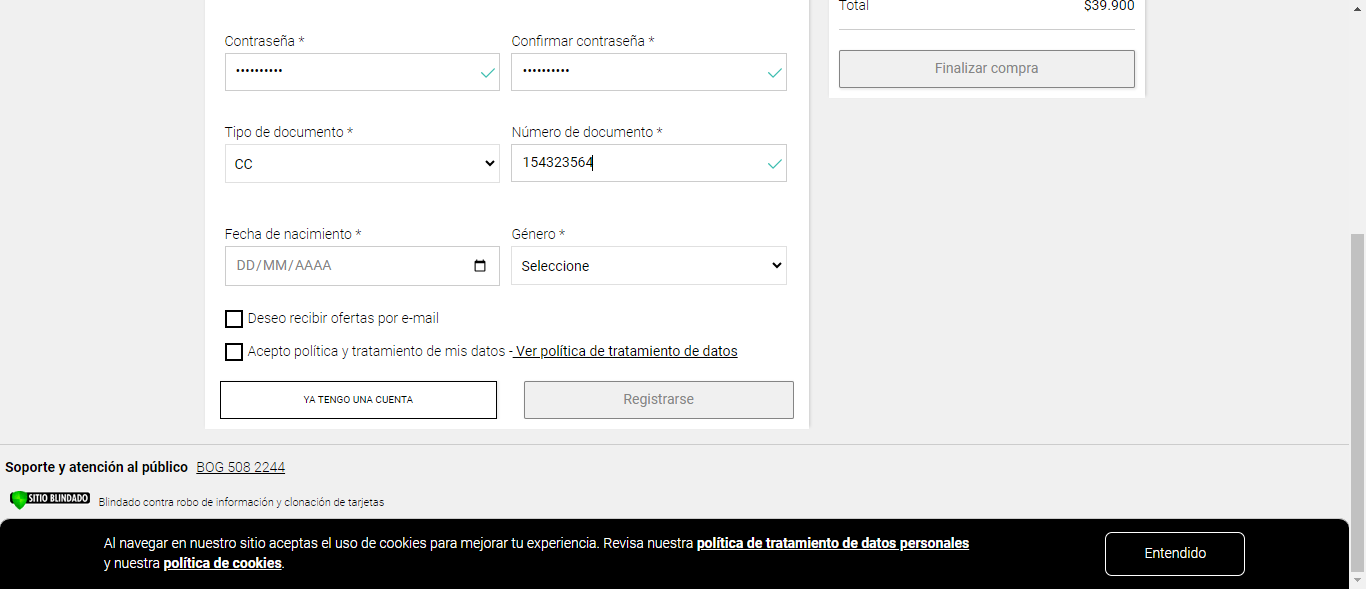 Total $39.900
Contraseña * Confirmar contraseña *
•••••••••• ••••••••••
Finalizar compra
Tipo de documento * Número de documento *
CC 154323564
Fecha de nacimiento * Género *
DD/MM/AAAA Seleccione
Deseo recibir ofertas por e-mail
Acepto política y tratamiento de mis datos - Ver política de tratamiento de datos
YA TENGO UNA CUENTA Registrarse
Soporte y atención al público BOG 508 2244
SITIO BLINDADO Blindado contra robo de información y clonación de tarjetas
Al navegar en nuestro sitio aceptas el uso de cookies para mejorar tu experiencia. Revisa nuestra política de tratamiento de datos personales
y nuestra política de cookies.
Entendido